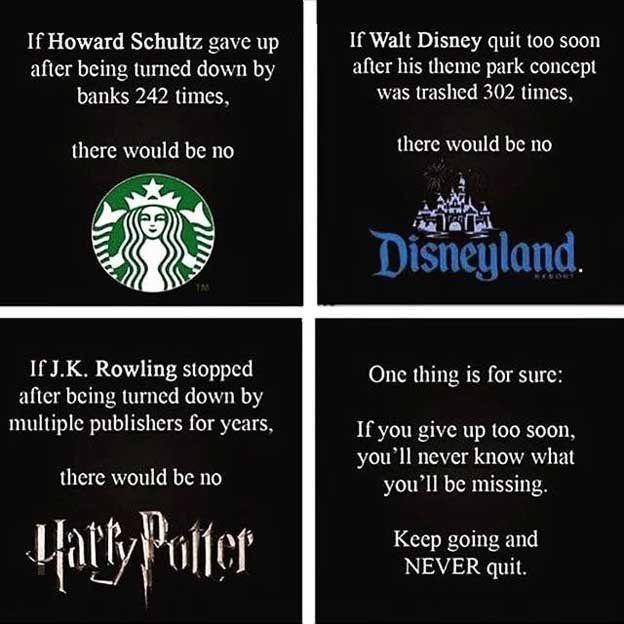 If Howard Schultz gave up
after being turned down by
banks 242 times,
there would be no
TM
If Walt Disney quit too soon
after his theme park concept
was trashed 302 times,
there would be no
Disneyland.
RESORT
If J.K. Rowling stopped
after being turned down by
multiple publishers for years,
there would be no
Harry Potter
One thing is for sure:
If you give up too soon,
you'll never know what
you'll be missing.
Keep going and
NEVER quit.